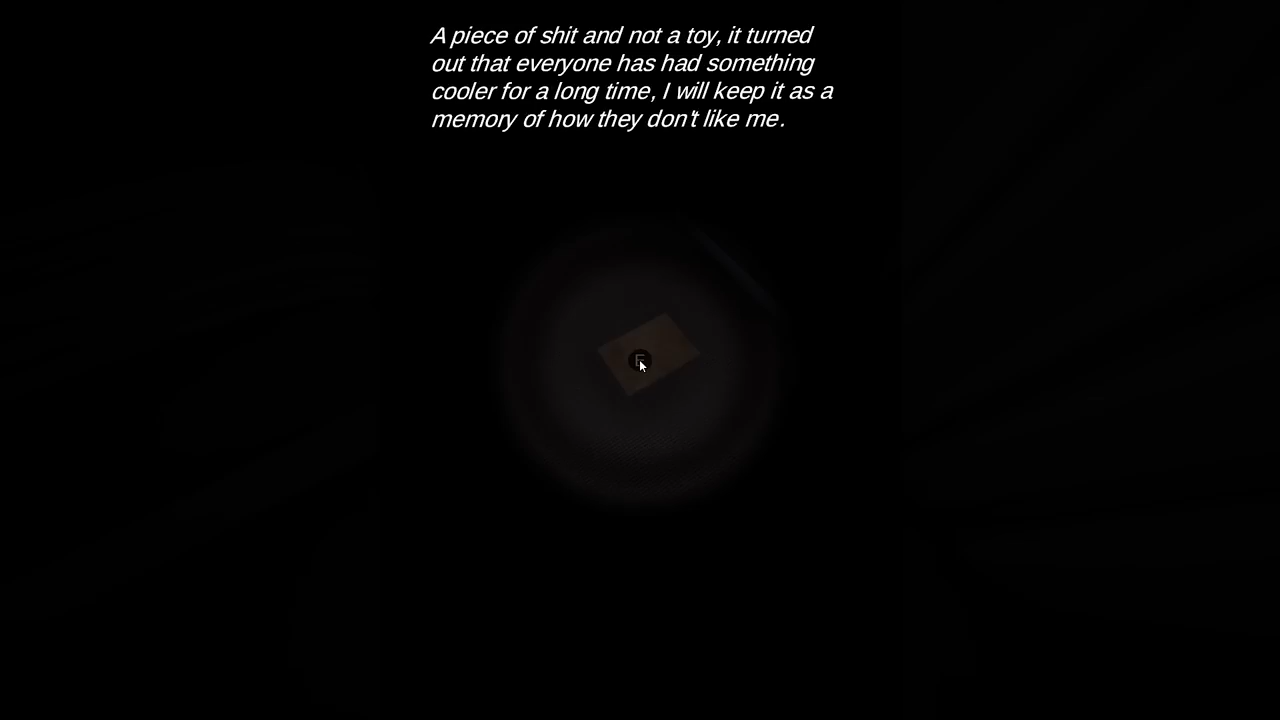 A piece of shit and not a toy, it turned
out that everyone has had something
cooler for a long time, I will keep it as a
memory of how they don't like me.
E